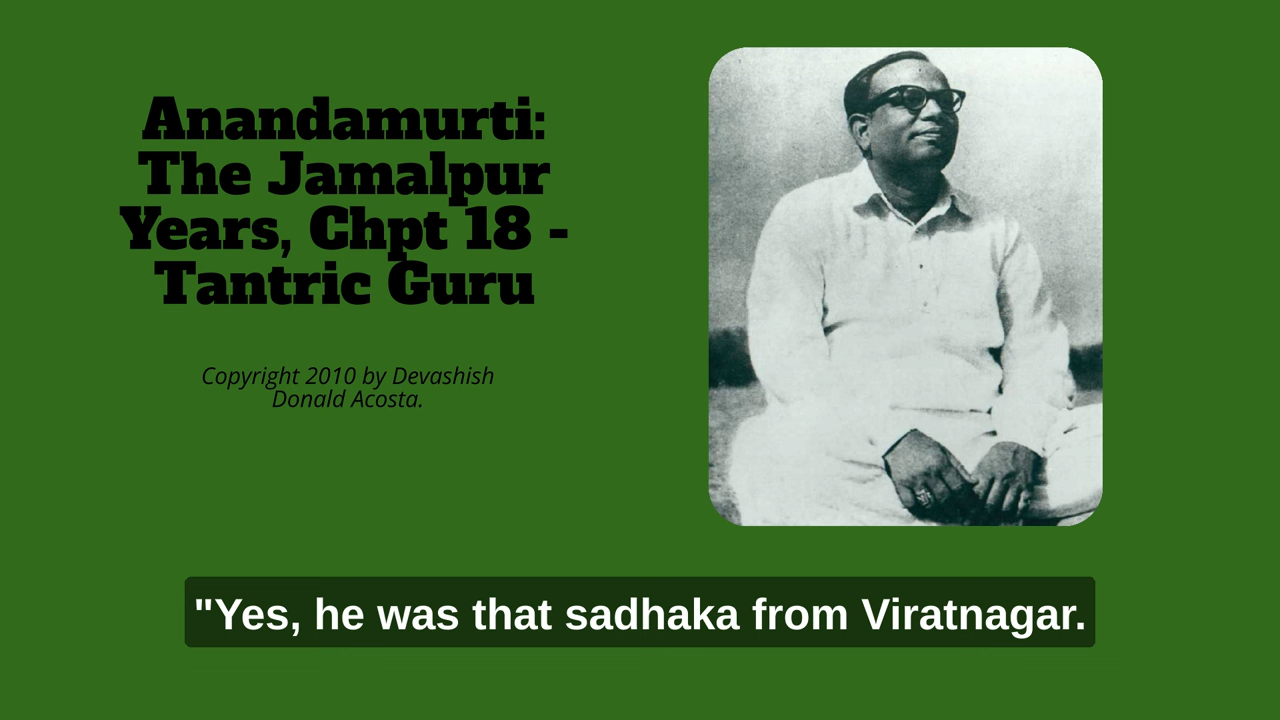 Anandamurti:
The Jamalpur
Years, Chpt 18 -
Tantric Guru
Copyright 2010 by Devashish
Donald Acosta.
"Yes, he was that sadhaka from Viratnagar.